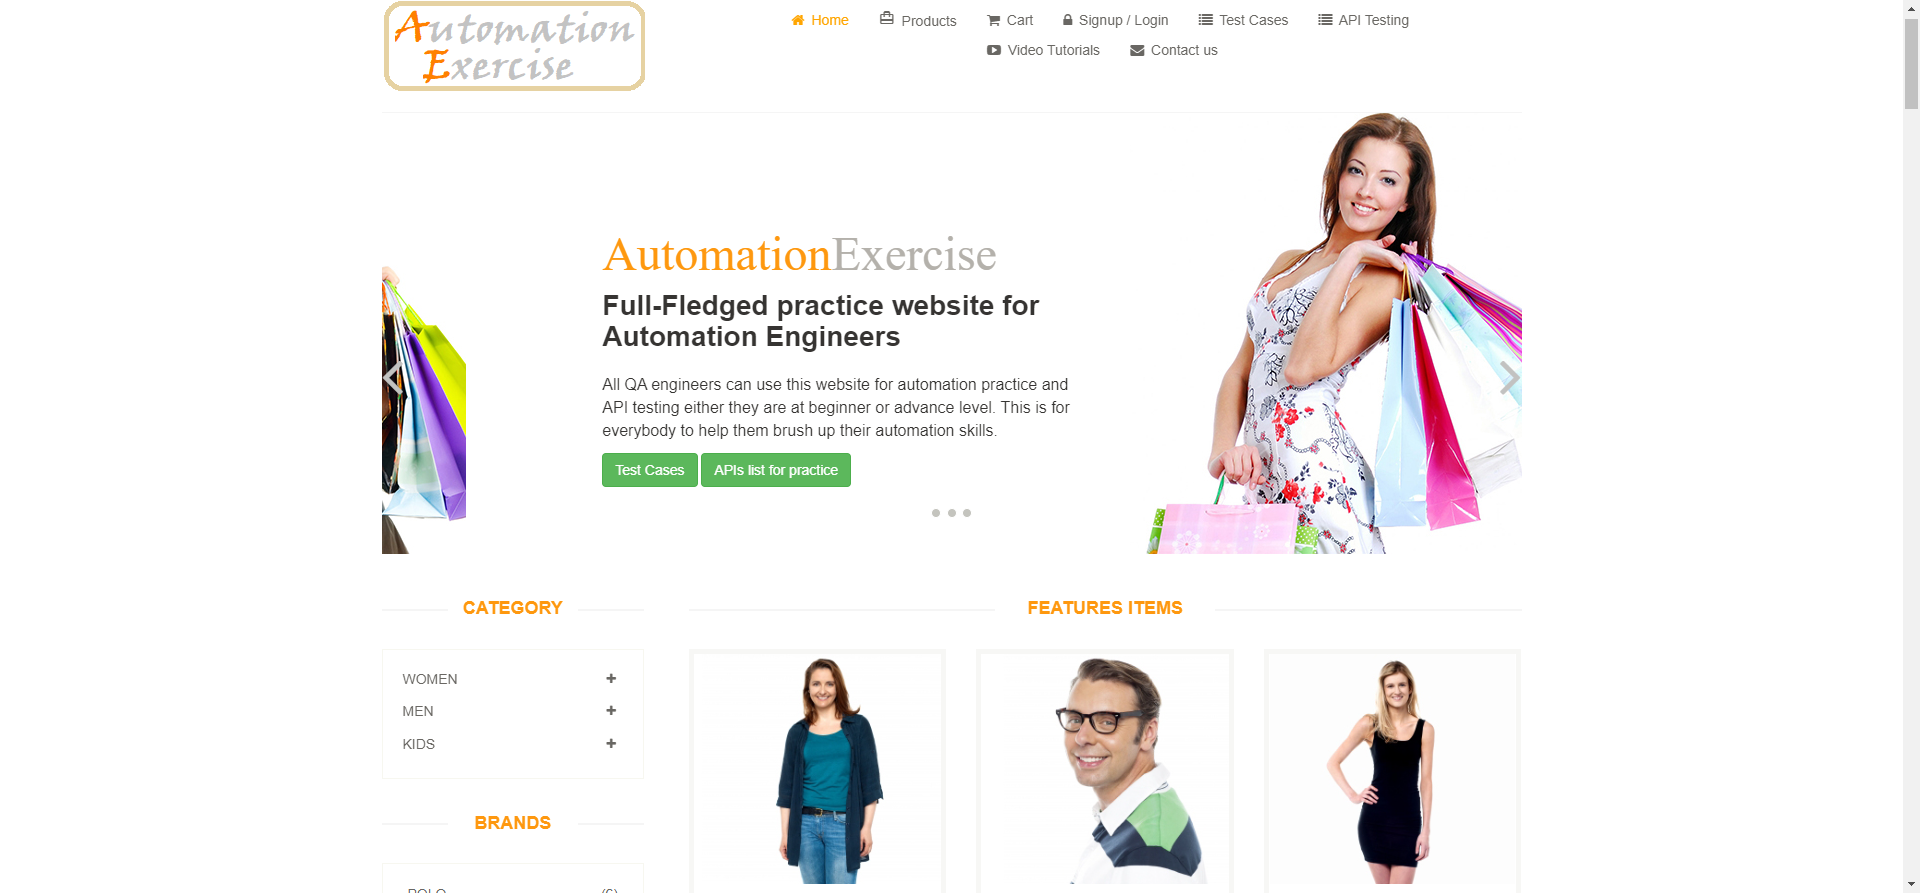 Automation
Exercise
Home
Products
Cart
Signup / Login
Test Cases
API Testing
Video Tutorials
Contact us
AutomationExercise
Full-Fledged practice website for
Automation Engineers
All QA engineers can use this website for automation practice and
API testing either they are at beginner or advance level. This is for
everybody to help them brush up their automation skills.
Test Cases
APIs list for practice
CATEGORY
WOMEN
MEN
KIDS
BRANDS
POLO (6)
FEATURES ITEMS